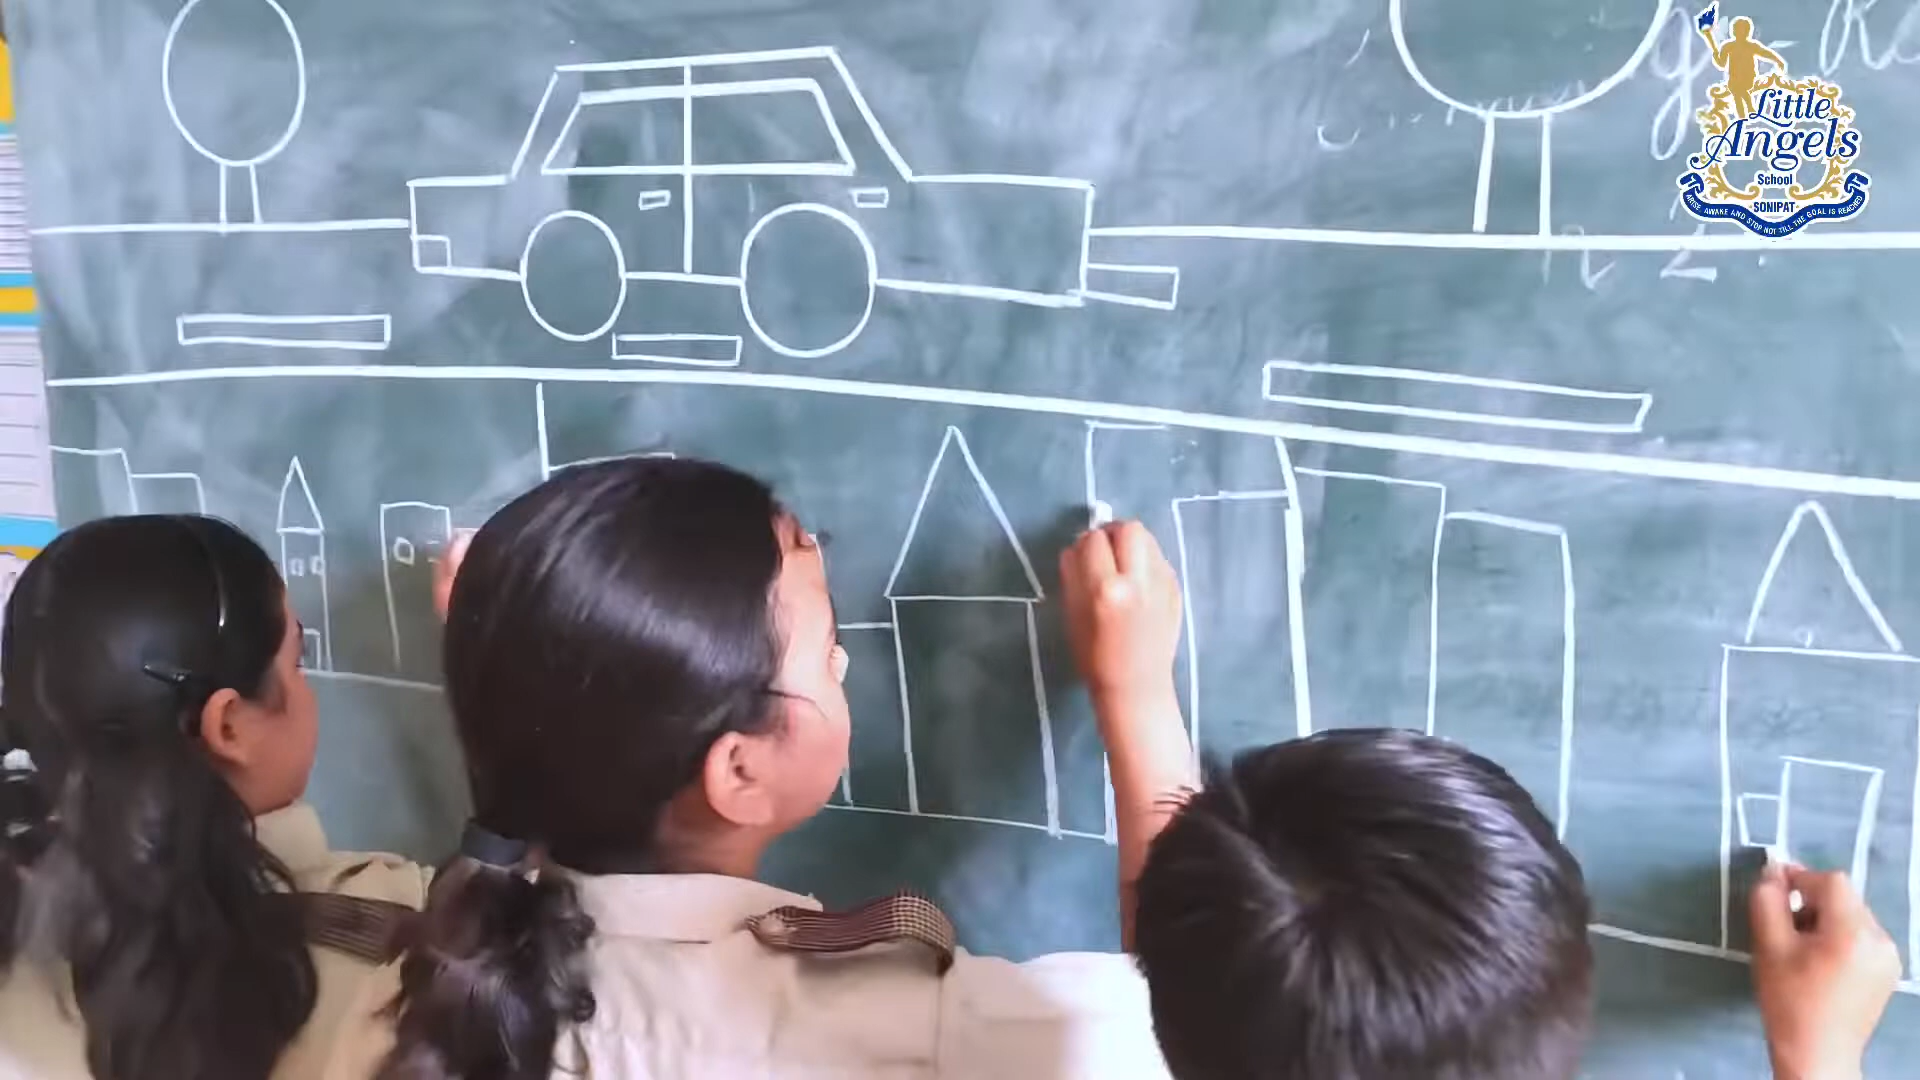 Little
Angels
School
SONIPAT
ARISE, AWAKE AND STOP NOT TILL THE GOAL IS REACHED